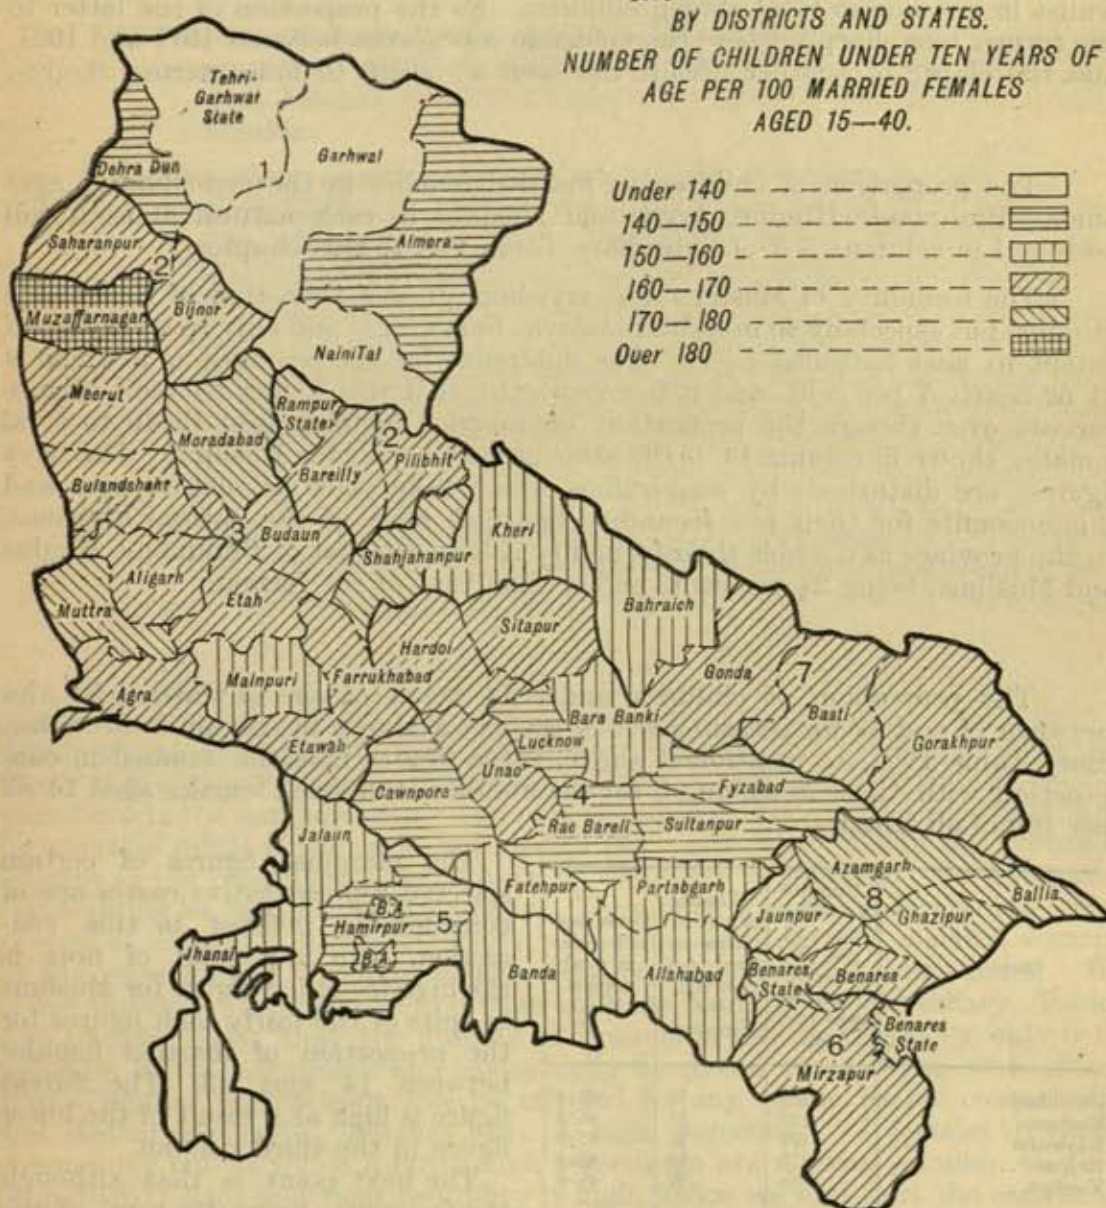 BY DISTRICTS AND STATES.
NUMBER OF CHILDREN UNDER TEN YEARS OF
AGE PER 100 MARRIED FEMALES
AGED 15—40.
Under 140
140—150
150—160
160—170
170—180
Over 180
Tehri-
Garhwal
State
Dehra Dun
1
Garhwal
Almora
Saharanpur
2
Bijnor
Muzaffarnagar
Naini Tal
Meerut
Moradabad
Rampur
State
2
Pilibhit
Bareilly
Bulandshahr
3
Budaun
Kheri
Shahjahanpur
Aligarh
Etah
Muttra
Bahraich
Sitapur
Hardoi
Mainpuri
Farrukhabad
Agra
Gonda
7
Basti
Gorakhpur
Bara Banki
Etawah
Lucknow
Unao
Cawnpora
4
Fyzabad
Rae Bareli
Sultanpur
Jalaun
Azamgarh
Fatehpur
Partabgarh
8
Ballia
Jaunpur
Ghazipur
B.A
Hamirpur
5
B.A
Jhansi
Banda
Allahabad
Benares
State
Benares
Benares
State
6
Mirzapur